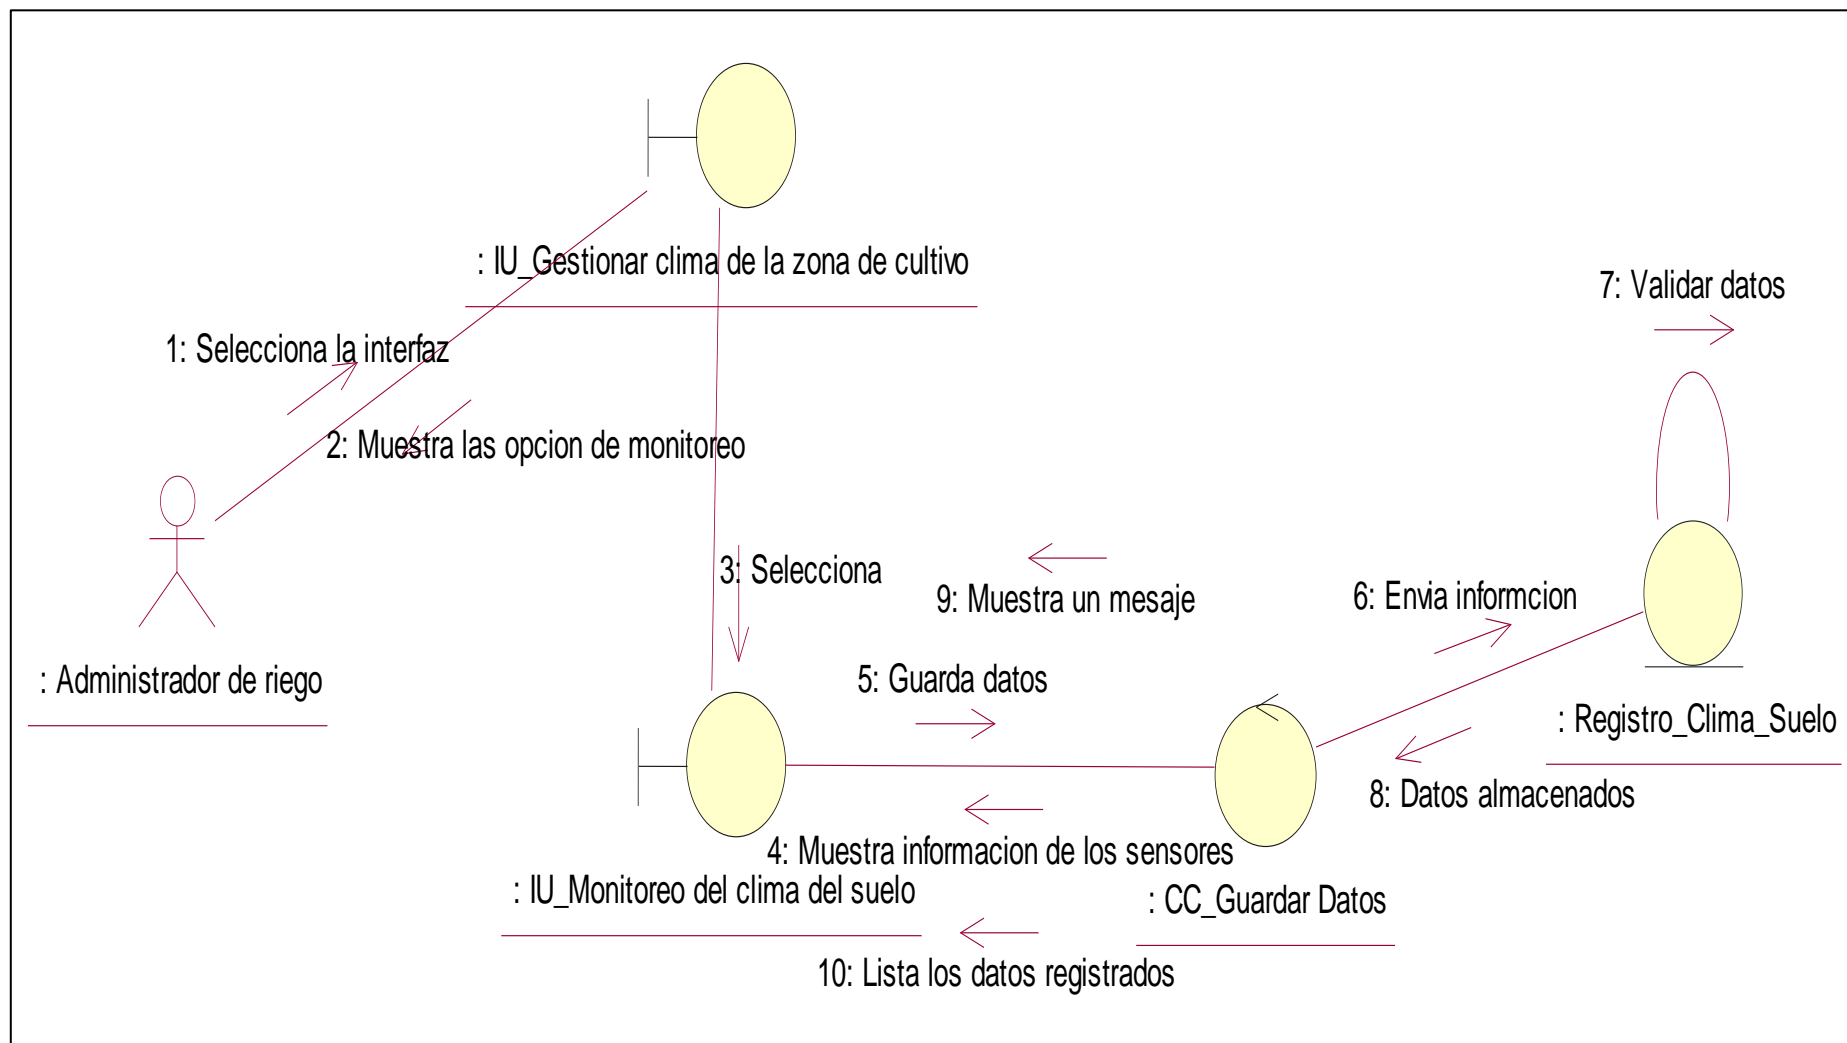 : IU_Gestionar clima de la zona de cultivo
7: Validar datos
1: Selecciona la interfaz
2: Muestra las opcion de monitoreo
3: Selecciona
9: Muestra un mesaje
6: Envia informcion
: Administrador de riego
5: Guarda datos
: Registro_Clima_Suelo
8: Datos almacenados
4: Muestra informacion de los sensores
: IU_Monitoreo del clima del suelo
: CC_Guardar Datos
10: Lista los datos registrados